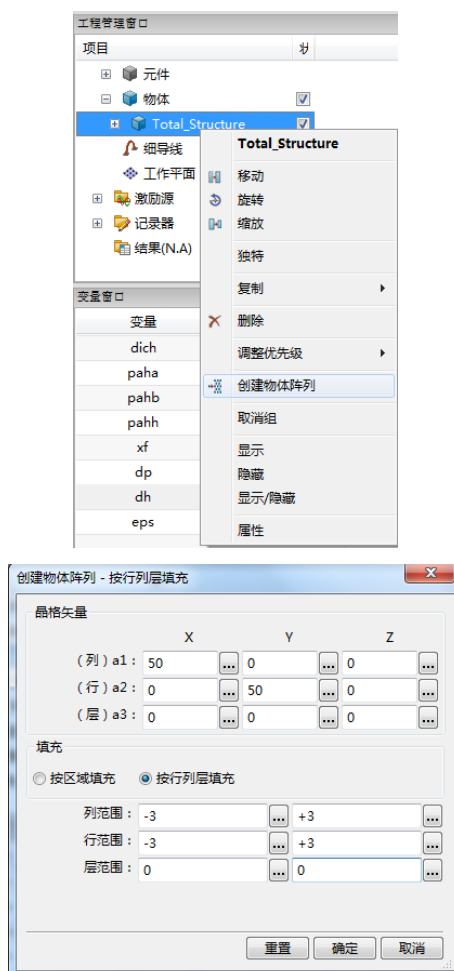 工程管理窗口
项目
元件
物体
Total_Structure
细导线
工作平面
激励源
记录器
结果(N.A)
Total_Structure
移动
旋转
缩放
独特
复制
删除
调整优先级
创建物体阵列
取消组
显示
隐藏
显示/隐藏
属性
变量窗口
变量
dich
paha
pahb
pahh
xf
dp
dh
eps
创建物体阵列 - 按行列层填充
晶格矢量
X Y Z
(列) a1: 50 ... 0 ... 0 ...
(行) a2: 0 ... 50 ... 0 ...
(层) a3: 0 ... 0 ... 0 ...
填充
按区域填充 按行列层填充
列范围: -3 ... +3 ...
行范围: -3 ... +3 ...
层范围: 0 ... 0 ...
重置 确定 取消